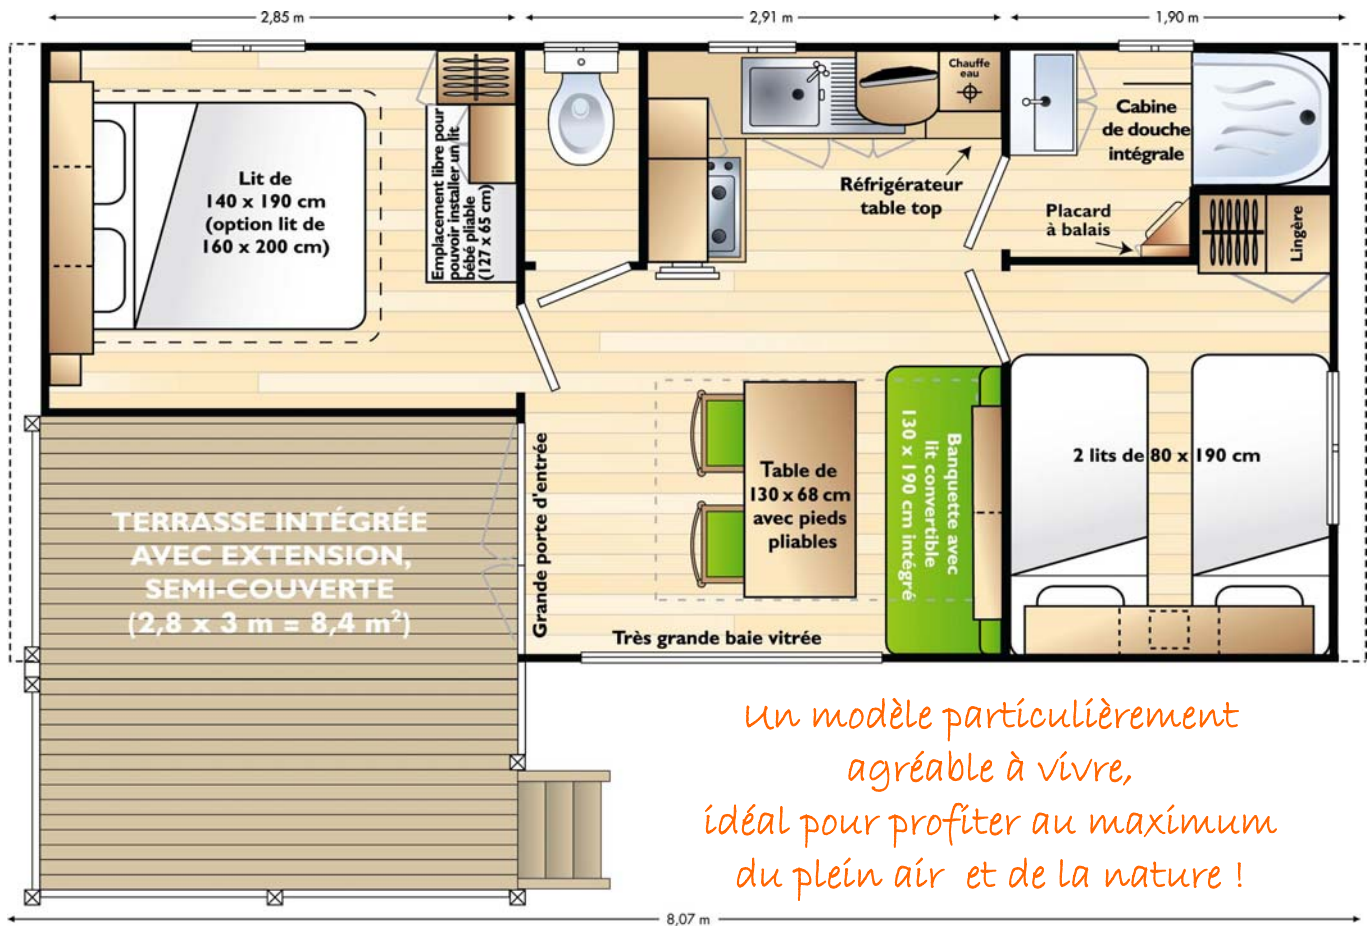 2,85 m
2,91 m
1,90 m
Lit de
140 x 190 cm
(option lit de
160 x 200 cm)
Emplacement libre pour
pouvoir installer un lit
bébé pliable
(127 x 65 cm)
Chauffe
eau
Réfrigérateur
table top
Cabine
de douche
intégrale
Placard
à balais
Lingère
TERRASSE INTÉGRÉE
AVEC EXTENSION,
SEMI-COUVERTE
(2,8 x 3 m = 8,4 m²)
Grande porte d'entrée
Table de
130 x 68 cm
avec pieds
pliables
Banquette avec
lit convertible
130 x 190 cm intégré
2 lits de 80 x 190 cm
Très grande baie vitrée
Un modèle particulièrement
agréable à vivre,
idéal pour profiter au maximum
du plein air et de la nature !
8,07 m